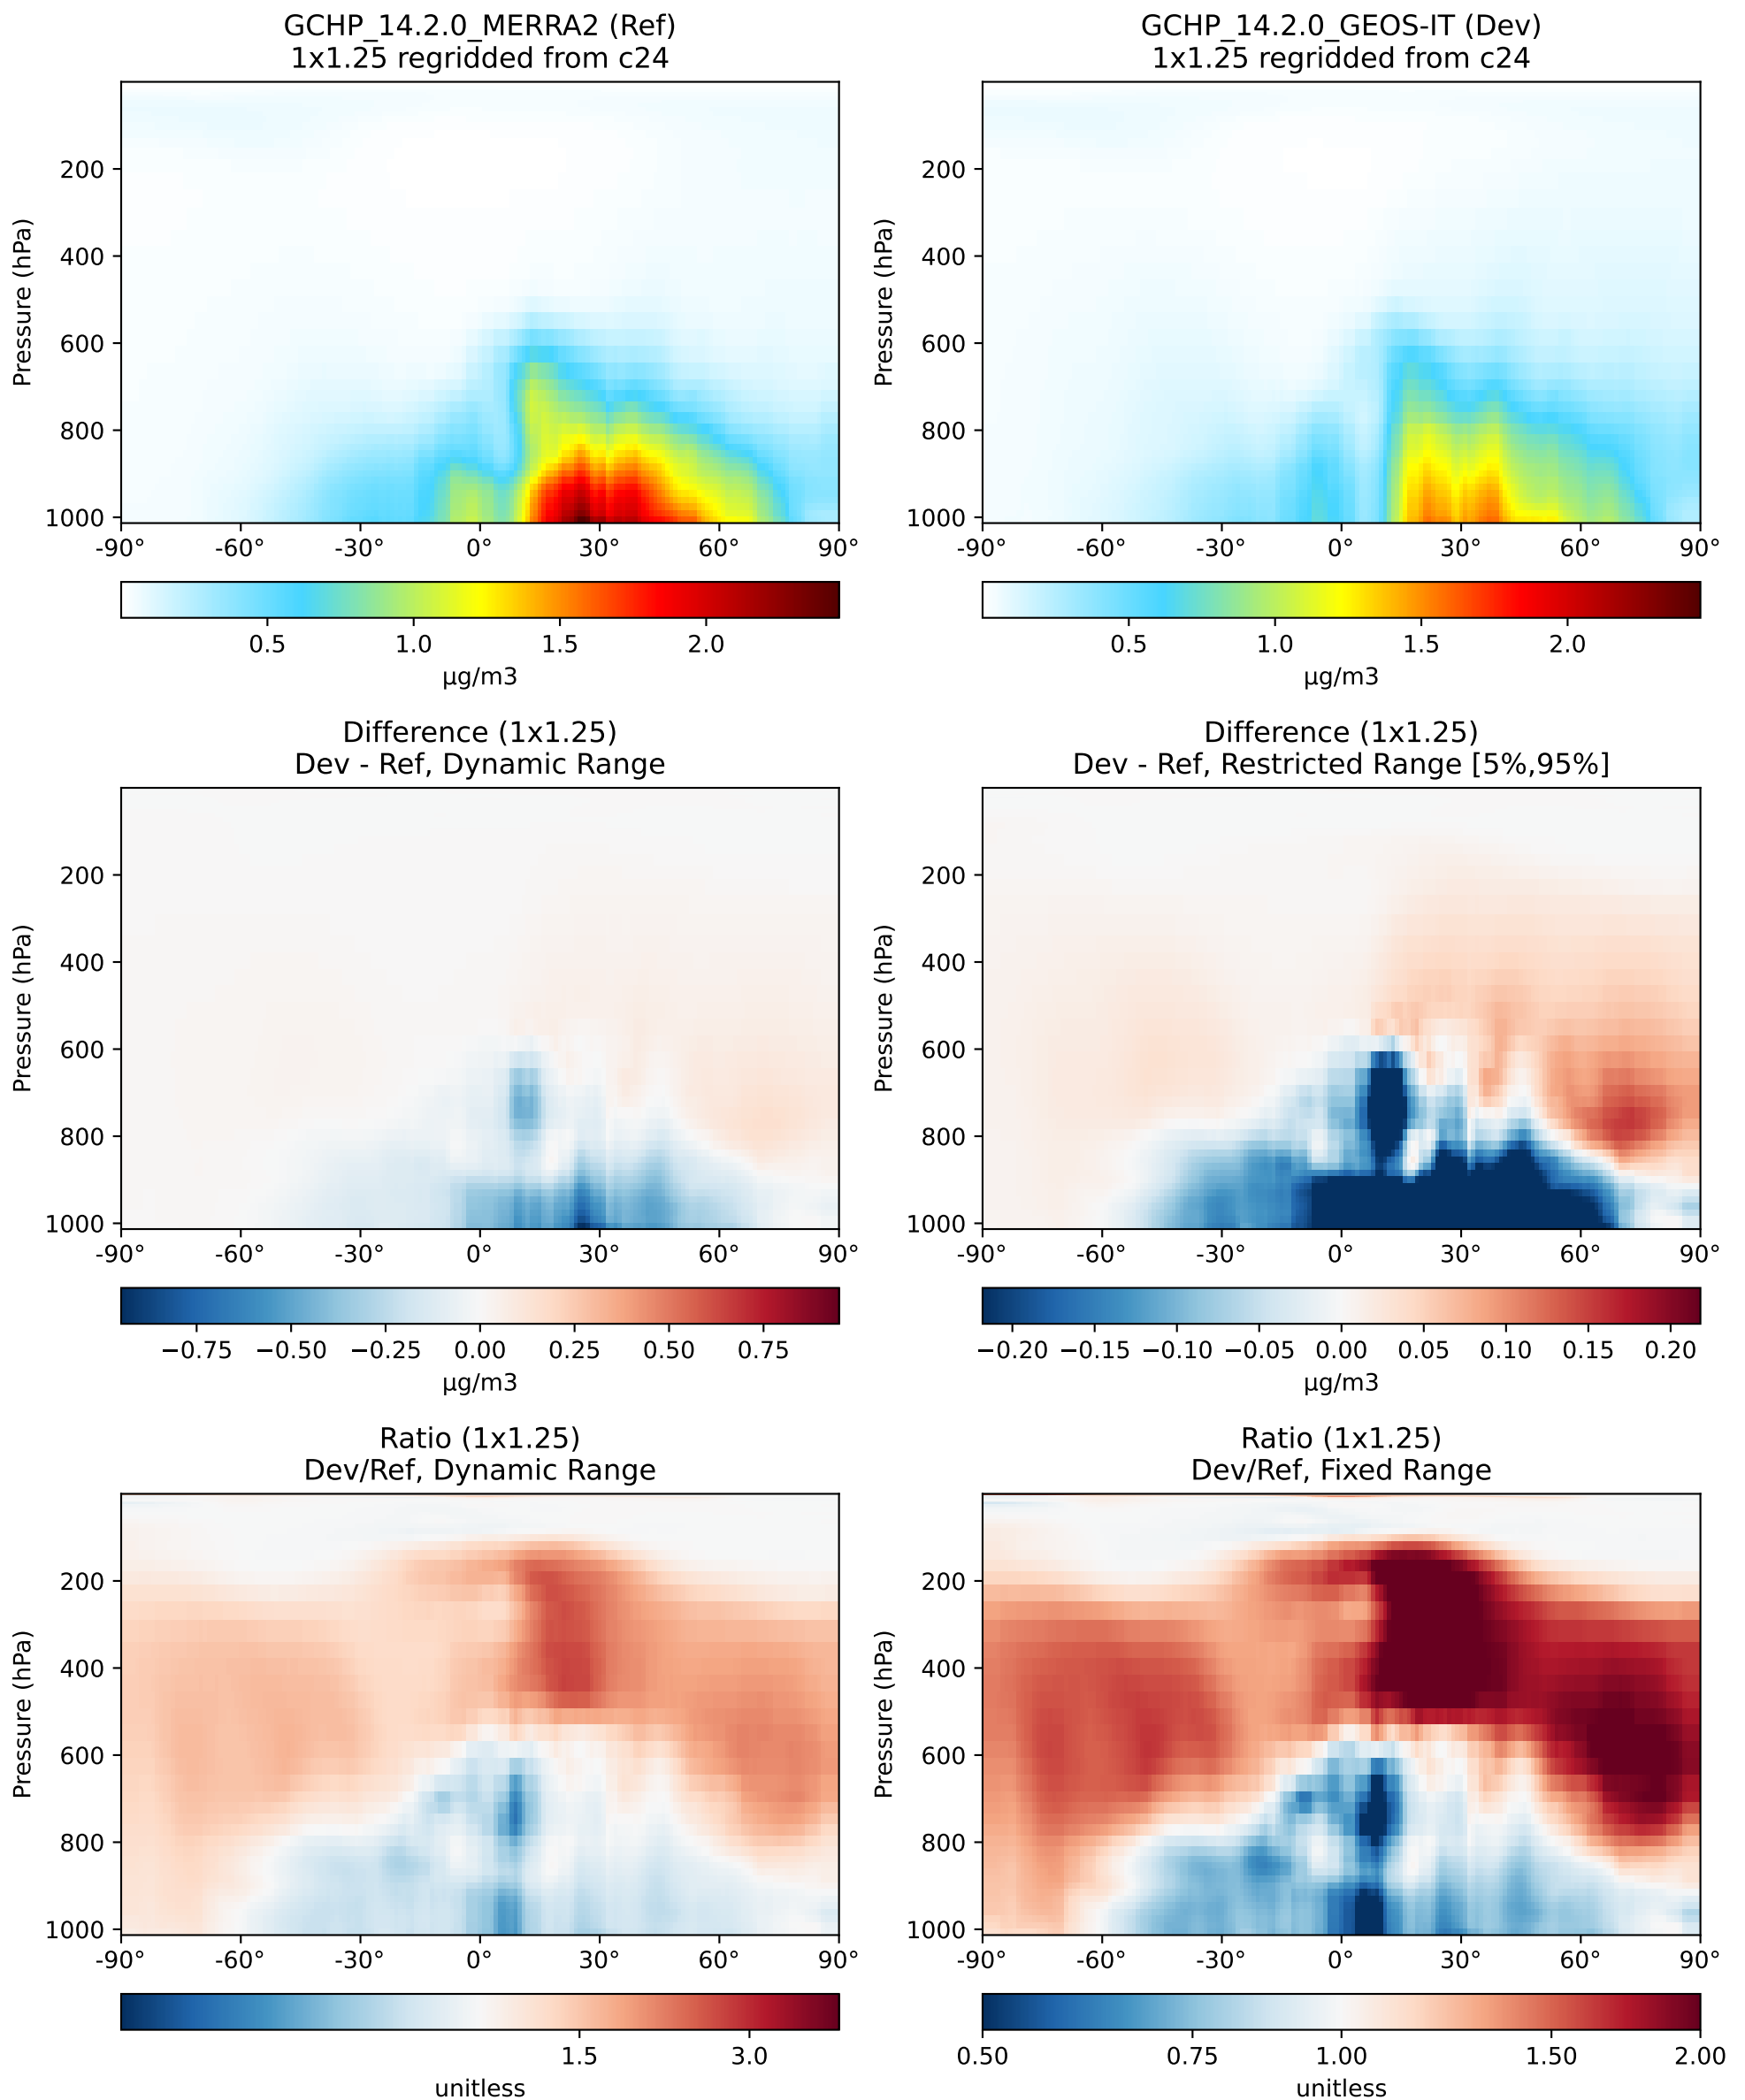 GCHP_14.2.0_MERRA2 (Ref)
1x1.25 regridded from c24
Pressure (hPa)
200
400
600
800
1000
-90° -60° -30° 0° 30° 60° 90°
0.5 1.0 1.5 2.0
µg/m3
GCHP_14.2.0_GEOS-IT (Dev)
1x1.25 regridded from c24
Pressure (hPa)
200
400
600
800
1000
-90° -60° -30° 0° 30° 60° 90°
0.5 1.0 1.5 2.0
µg/m3
Difference (1x1.25)
Dev - Ref, Dynamic Range
Pressure (hPa)
200
400
600
800
1000
-90° -60° -30° 0° 30° 60° 90°
−0.75 −0.50 −0.25 0.00 0.25 0.50 0.75
µg/m3
Difference (1x1.25)
Dev - Ref, Restricted Range [5%,95%]
Pressure (hPa)
200
400
600
800
1000
-90° -60° -30° 0° 30° 60° 90°
−0.20 −0.15 −0.10 −0.05 0.00 0.05 0.10 0.15 0.20
µg/m3
Ratio (1x1.25)
Dev/Ref, Dynamic Range
Pressure (hPa)
200
400
600
800
1000
-90° -60° -30° 0° 30° 60° 90°
1.5 3.0
unitless
Ratio (1x1.25)
Dev/Ref, Fixed Range
Pressure (hPa)
200
400
600
800
1000
-90° -60° -30° 0° 30° 60° 90°
0.50 0.75 1.00 1.50 2.00
unitless